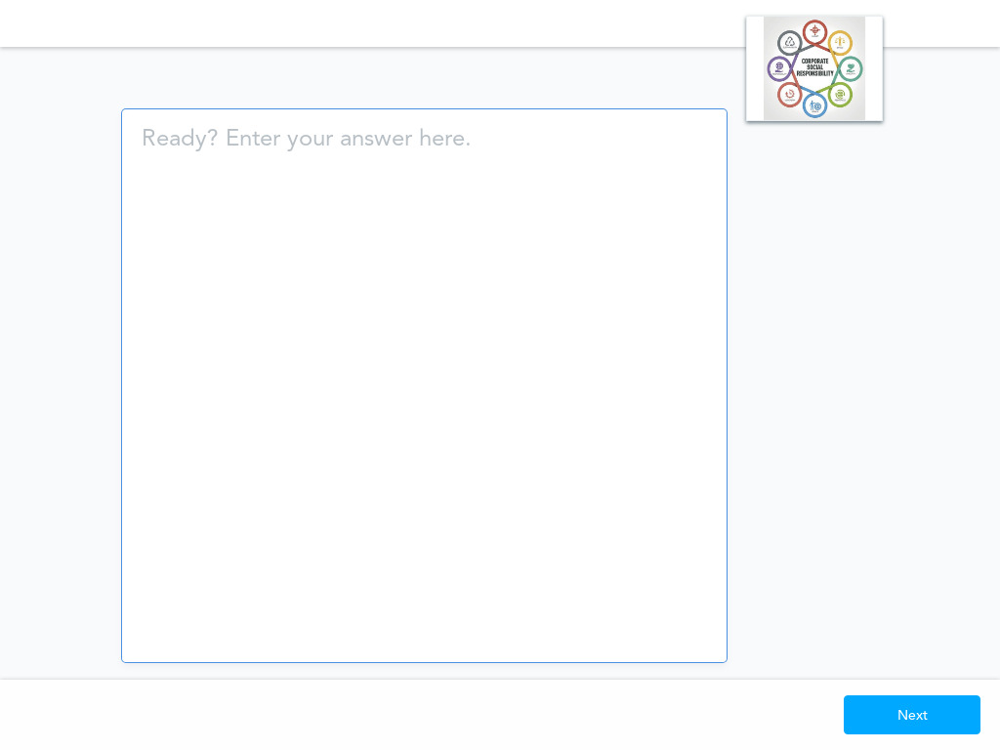 CORPORATE
SOCIAL
RESPONSIBILITY
Ready? Enter your answer here.
Next